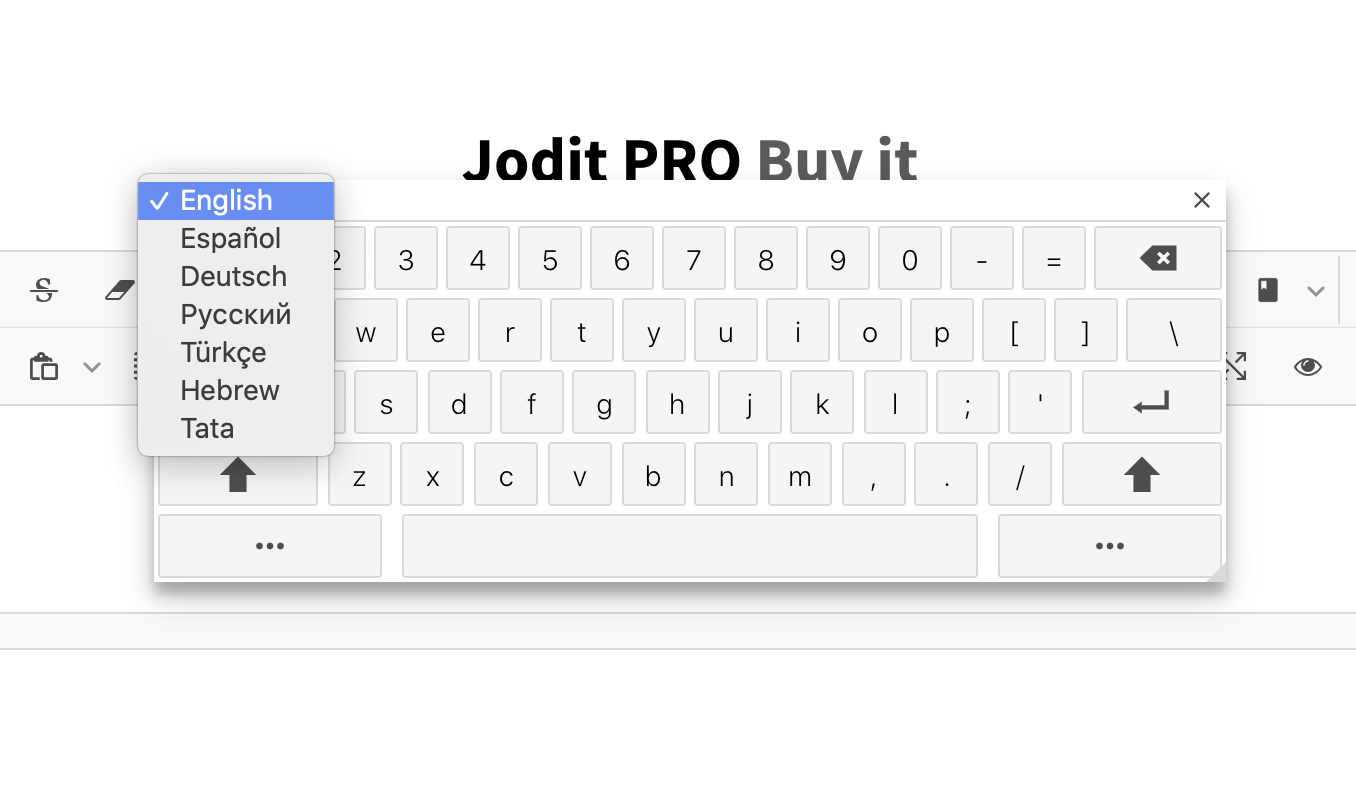 Jodit PRO Buy it
✓ English
Español
Deutsch
Русский
Türkçe
Hebrew
Tata
2 3 4 5 6 7 8 9 0 - =
w e r t y u i o p [ ] \
s d f g h j k l ; '
z x c v b n m , . /
••• •••